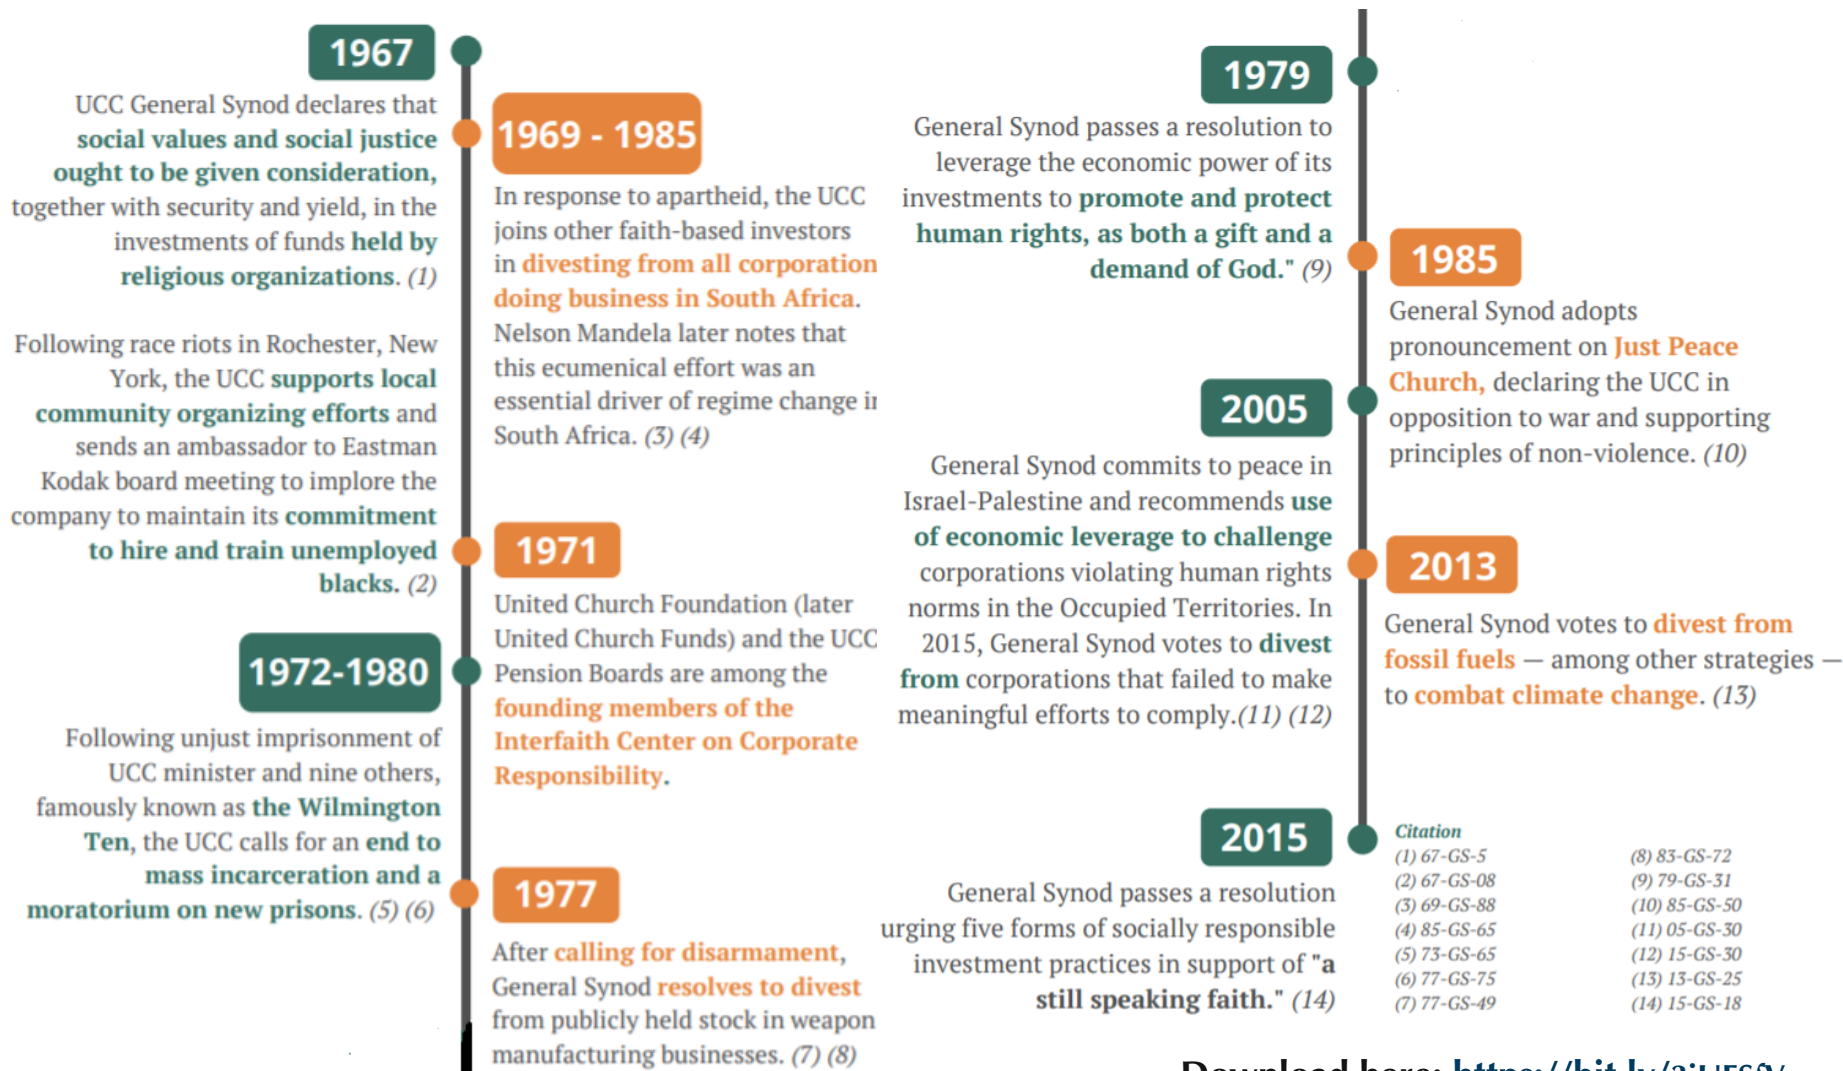 1967
UCC General Synod declares that
social values and social justice
ought to be given consideration,
together with security and yield, in the
investments of funds held by
religious organizations. (1)
Following race riots in Rochester, New
York, the UCC supports local
community organizing efforts and
sends an ambassador to Eastman
Kodak board meeting to implore the
company to maintain its commitment
to hire and train unemployed
blacks. (2)
1969 - 1985
In response to apartheid, the UCC
joins other faith-based investors
in divesting from all corporation
doing business in South Africa.
Nelson Mandela later notes that
this ecumenical effort was an
essential driver of regime change in
South Africa. (3) (4)
1971
United Church Foundation (later
United Church Funds) and the UCC
Pension Boards are among the
founding members of the
Interfaith Center on Corporate
Responsibility.
1972-1980
Following unjust imprisonment of
UCC minister and nine others,
famously known as the Wilmington
Ten, the UCC calls for an end to
mass incarceration and a
moratorium on new prisons. (5) (6)
1977
After calling for disarmament,
General Synod resolves to divest
from publicly held stock in weapon
manufacturing businesses. (7) (8)
1979
General Synod passes a resolution to
leverage the economic power of its
investments to promote and protect
human rights, as both a gift and a
demand of God." (9)
1985
General Synod adopts
pronouncement on Just Peace
Church, declaring the UCC in
opposition to war and supporting
principles of non-violence. (10)
2005
General Synod commits to peace in
Israel-Palestine and recommends use
of economic leverage to challenge
corporations violating human rights
norms in the Occupied Territories. In
2015, General Synod votes to divest
from corporations that failed to make
meaningful efforts to comply.(11) (12)
2013
General Synod votes to divest from
fossil fuels — among other strategies —
to combat climate change. (13)
2015
General Synod passes a resolution
urging five forms of socially responsible
investment practices in support of "a
still speaking faith." (14)
Citation
(1) 67-GS-5
(2) 67-GS-08
(3) 69-GS-88
(4) 85-GS-65
(5) 73-GS-65
(6) 77-GS-75
(7) 77-GS-49
(8) 83-GS-72
(9) 79-GS-31
(10) 85-GS-50
(11) 05-GS-30
(12) 15-GS-30
(13) 13-GS-25
(14) 15-GS-18
Download here: